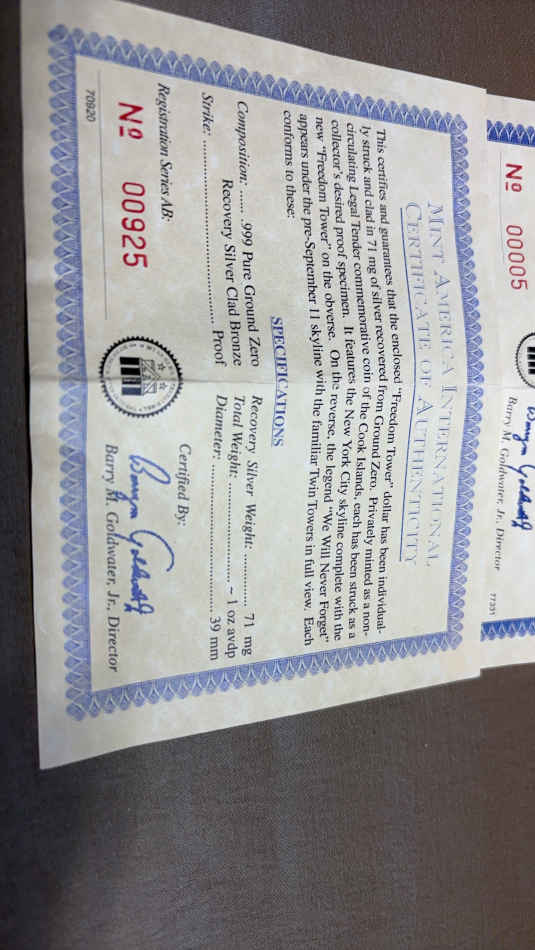 MINT AMERICA INTERNATIONAL
CERTIFICATE OF AUTHENTICITY
This certifies and guarantees that the enclosed "Freedom Tower" dollar has been individual-
ly struck and clad in 71 mg of silver recovered from Ground Zero. Privately minted as a non-
circulating Legal Tender commemorative coin of the Cook Islands, each has been struck as a
collector's desired proof specimen. It features the New York City skyline complete with the
new "Freedom Tower" on the obverse. On the reverse, the legend "We Will Never Forget"
appears under the pre-September 11 skyline with the familiar Twin Towers in full view. Each
conforms to these:
SPECIFICATIONS
Composition: ...... .999 Pure Ground Zero
Recovery Silver Clad Bronze
Strike: ........................................ Proof
Recovery Silver Weight: ............ 71 mg
Total Weight: ........................ ~ 1 oz avdp
Diameter: ................................. 39 mm
Registration Series AB:
Nº 00925
70920
Certified By:
Barry M. Goldwater Jr
Barry M. Goldwater, Jr., Director
Nº 00005
Barry M. Goldwater, Jr., Director